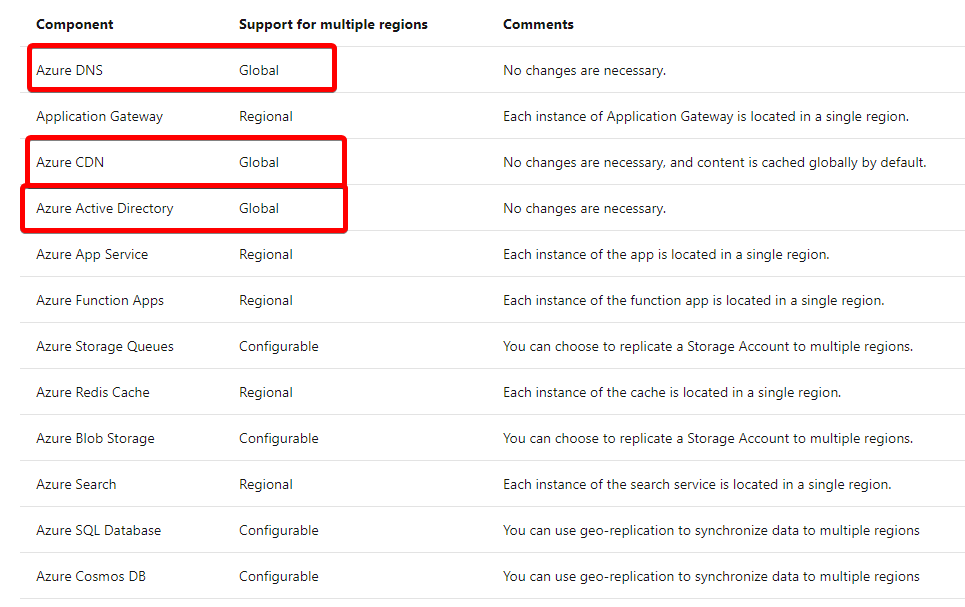 Component Support for multiple regions Comments
Azure DNS Global No changes are necessary.
Application Gateway Regional Each instance of Application Gateway is located in a single region.
Azure CDN Global No changes are necessary, and content is cached globally by default.
Azure Active Directory Global No changes are necessary.
Azure App Service Regional Each instance of the app is located in a single region.
Azure Function Apps Regional Each instance of the function app is located in a single region.
Azure Storage Queues Configurable You can choose to replicate a Storage Account to multiple regions.
Azure Redis Cache Regional Each instance of the cache is located in a single region.
Azure Blob Storage Configurable You can choose to replicate a Storage Account to multiple regions.
Azure Search Regional Each instance of the search service is located in a single region.
Azure SQL Database Configurable You can use geo-replication to synchronize data to multiple regions
Azure Cosmos DB Configurable You can use geo-replication to synchronize data to multiple regions